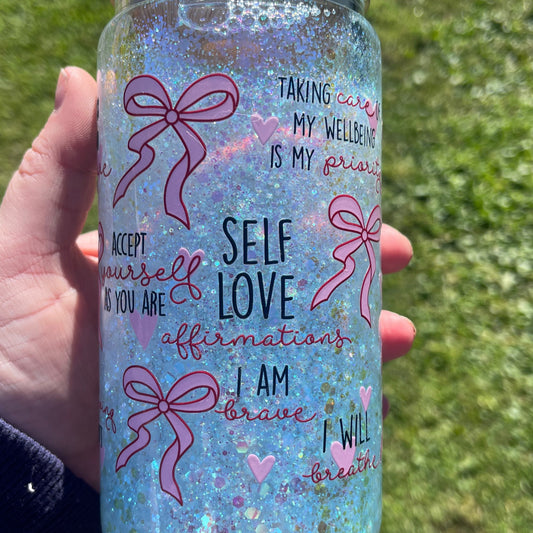 TAKING care of
MY WELLBEING
IS MY priority
ACCEPT
yourself
AS YOU ARE
SELF
LOVE
affirmations
I AM
brave
I WILL
breathe